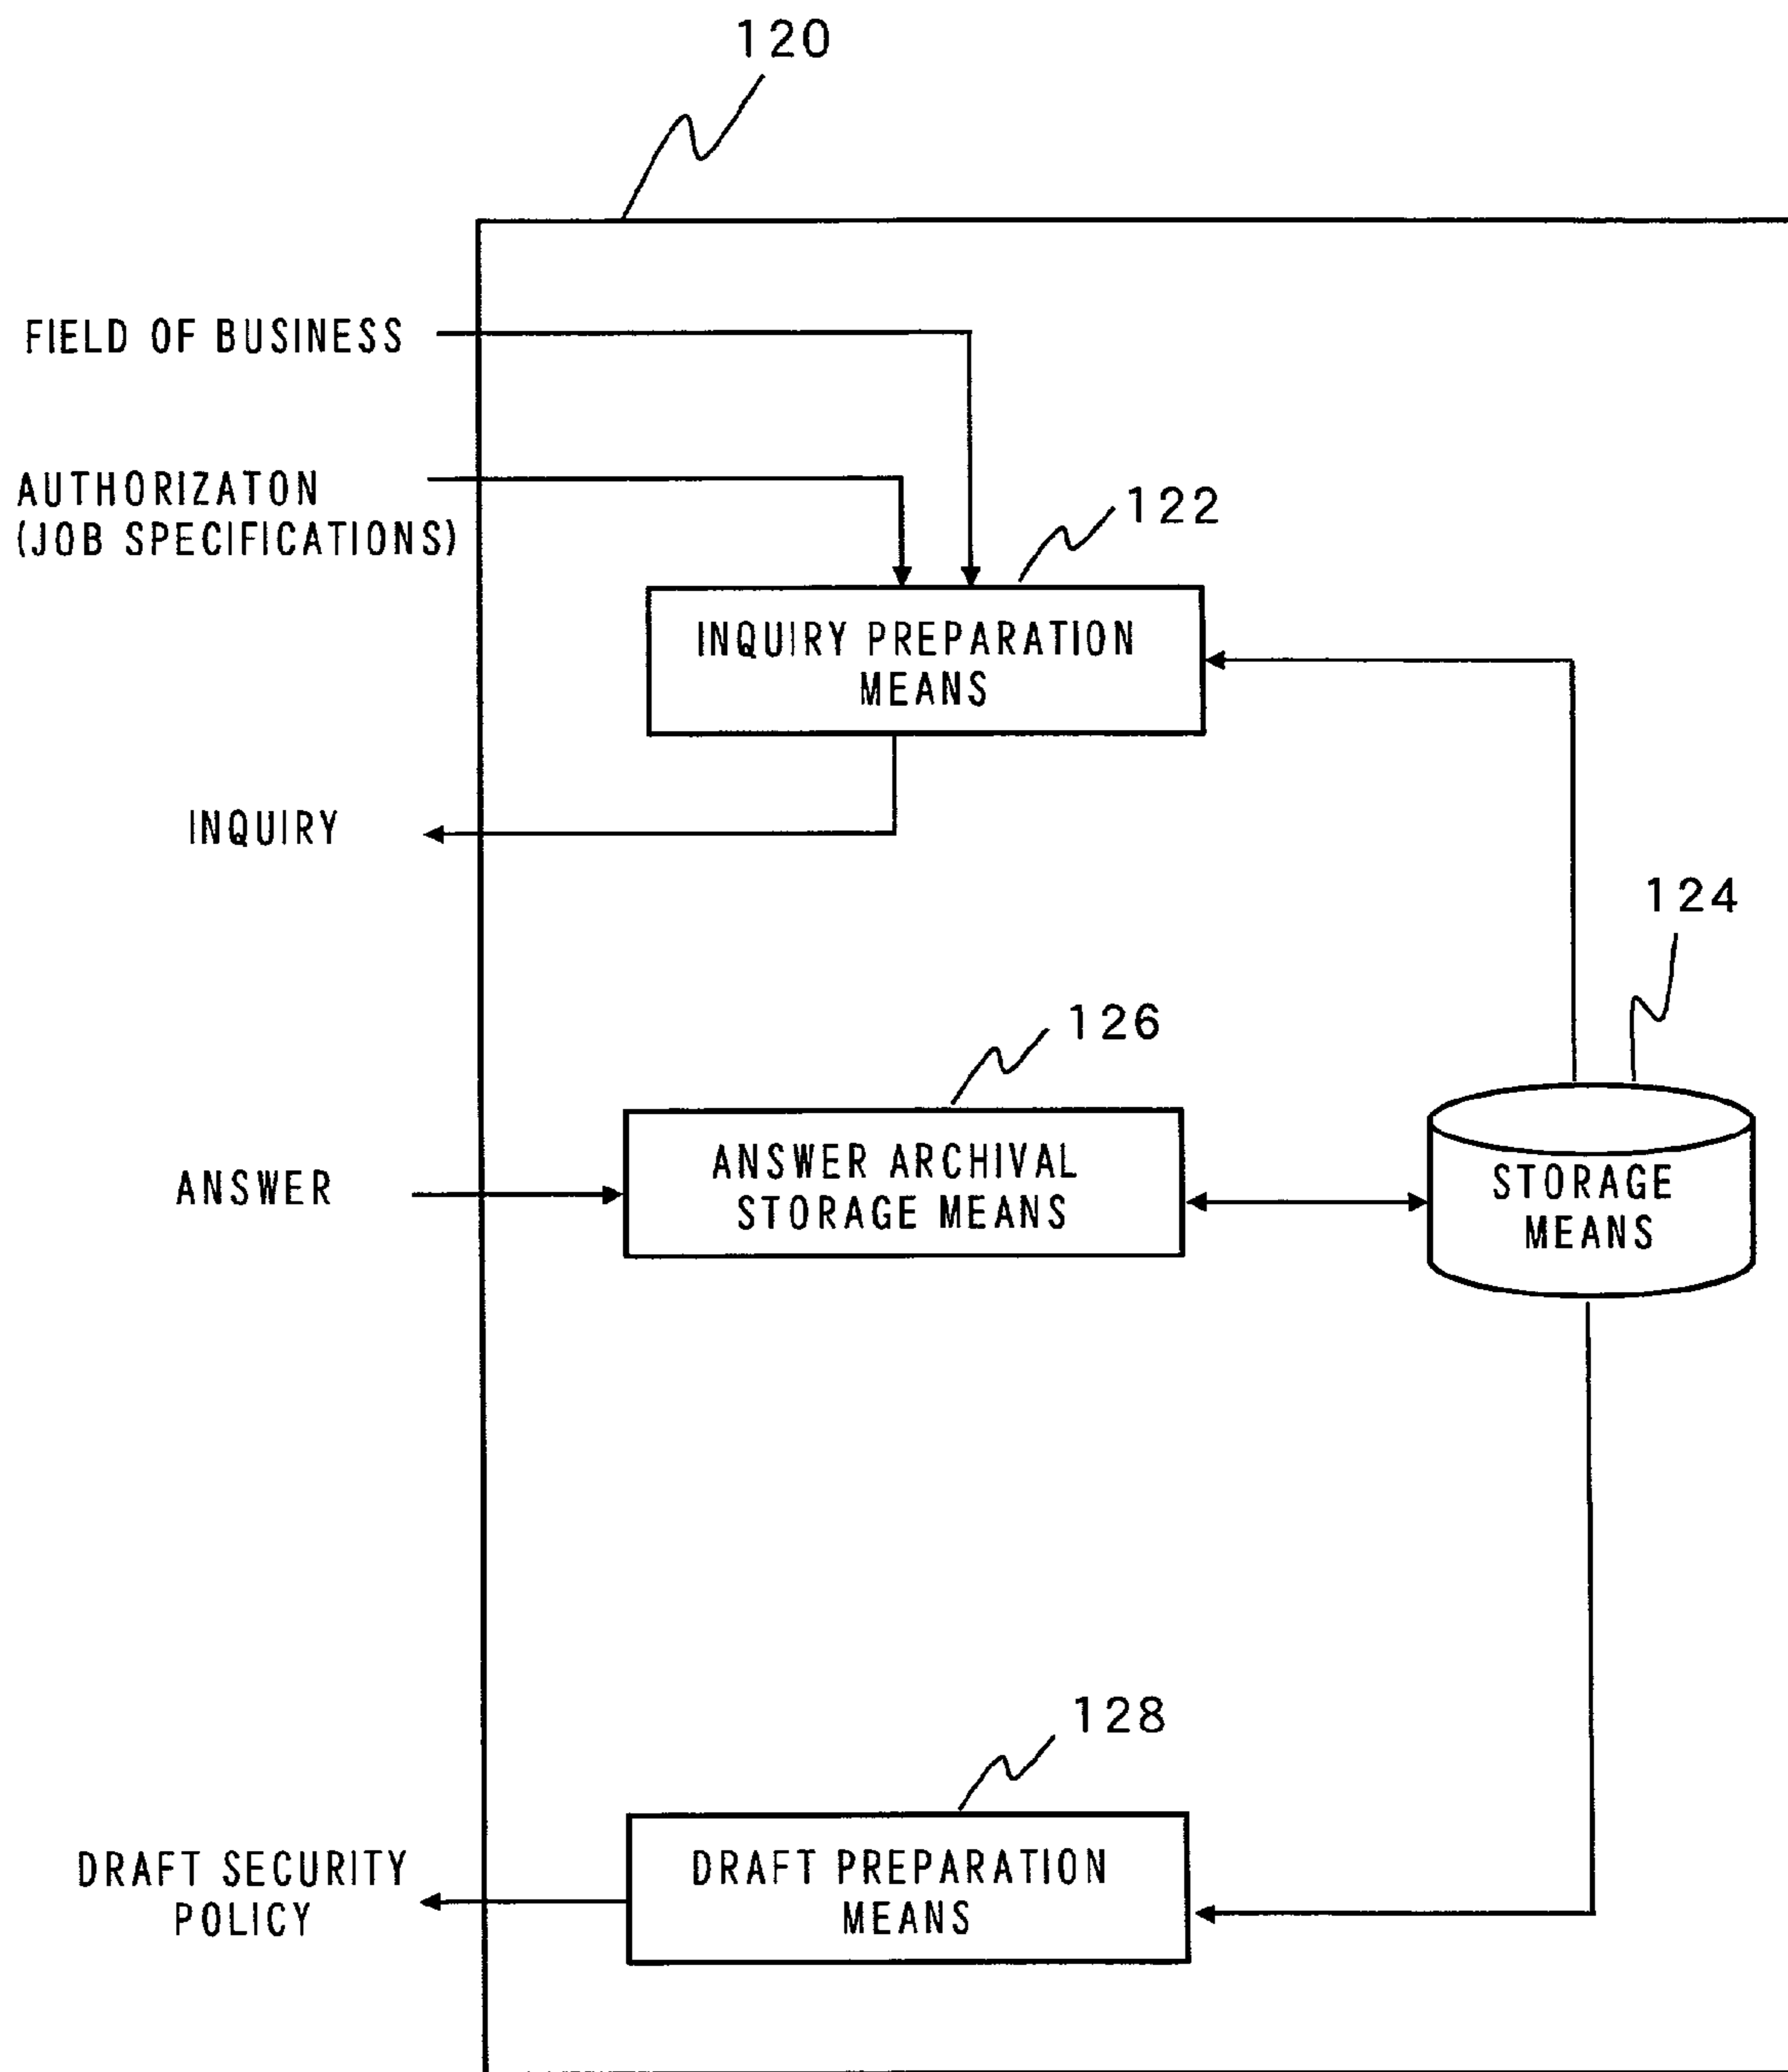 120
FIELD OF BUSINESS
AUTHORIZATON
(JOB SPECIFICATIONS)
122
INQUIRY PREPARATION
MEANS
INQUIRY
124
126
ANSWER
ANSWER ARCHIVAL
STORAGE MEANS
STORAGE
MEANS
128
DRAFT SECURITY
POLICY
DRAFT PREPARATION
MEANS